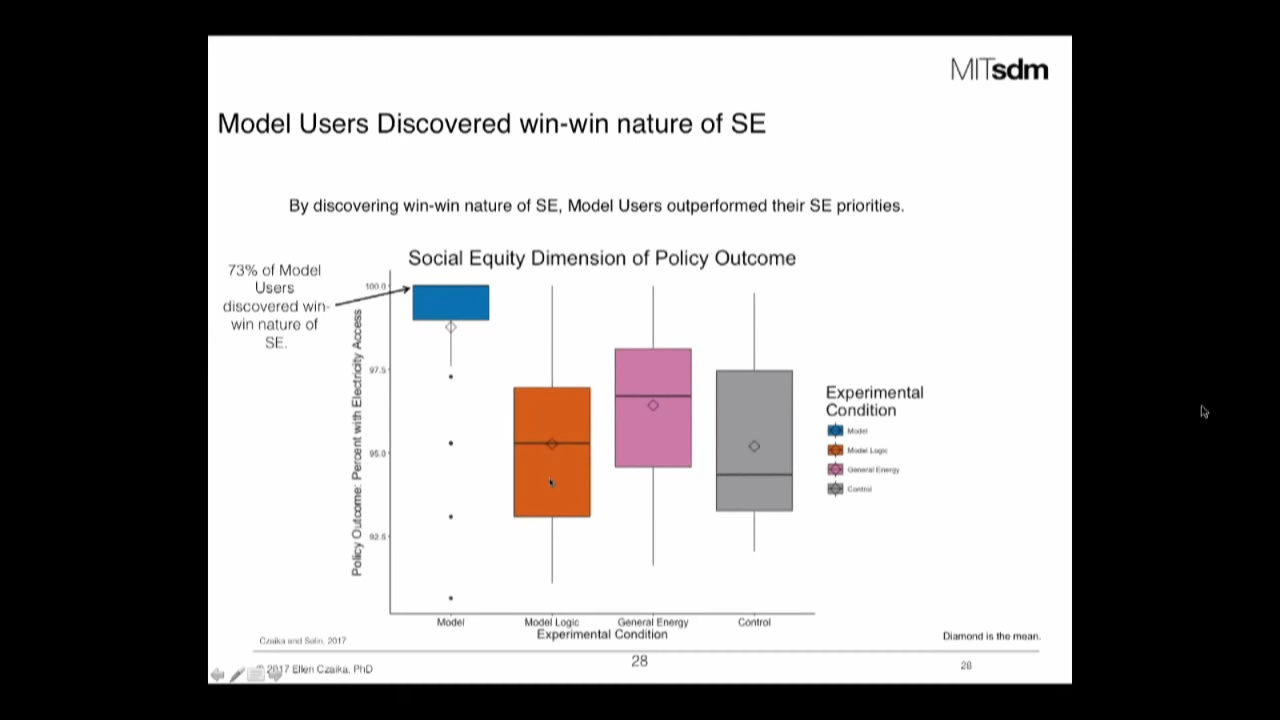 MITsdm
Model Users Discovered win-win nature of SE
By discovering win-win nature of SE, Model Users outperformed their SE priorities.
73% of Model
Users
discovered win-
win nature of
SE.
Social Equity Dimension of Policy Outcome
Policy Outcome: Percent with Electricity Access
100.0
97.5
95.0
92.5
Model
Model Logic
General Energy
Control
Experimental Condition
Experimental
Condition
Model
Model Logic
General Energy
Control
Czaika and Selin, 2017
Diamond is the mean.
© 2017 Ellen Czaika, PhD
28
28